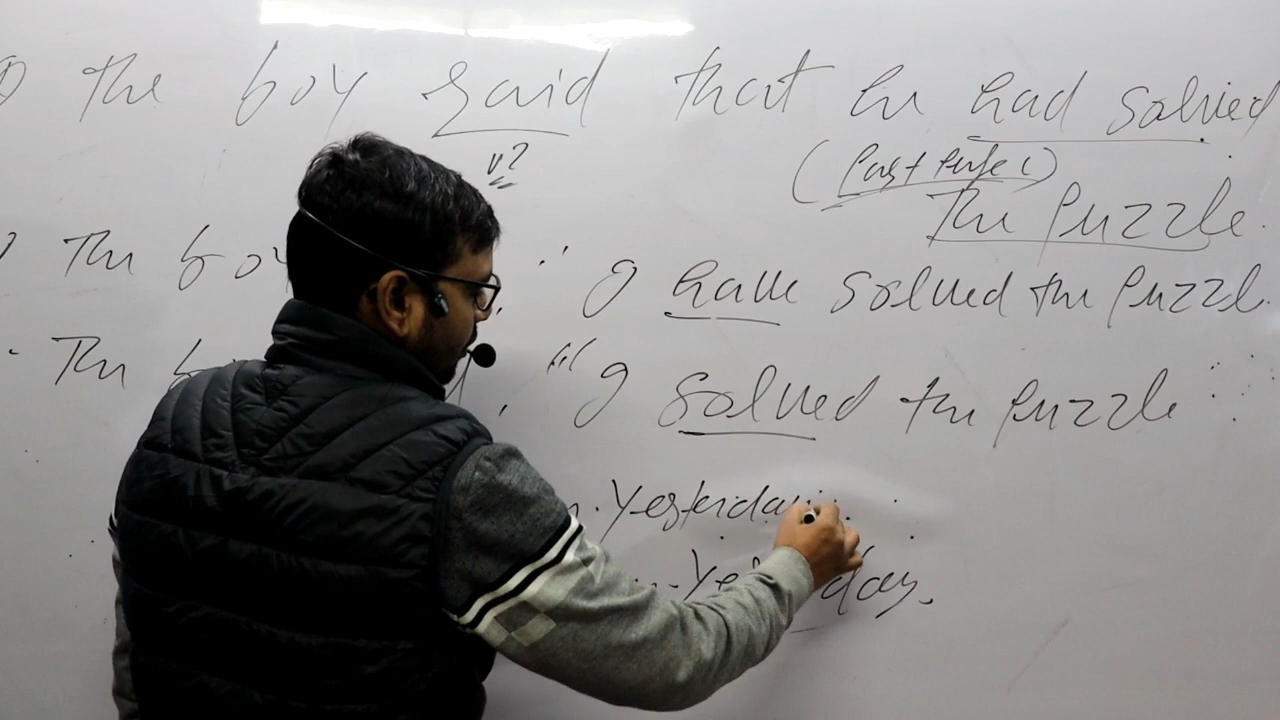 The boy said that he had solved
v2
(Past Perfect)
The Puzzle.
The boy " I have solved the Puzzle.
The b , "I solved the Puzzle
. Yesterday
day.